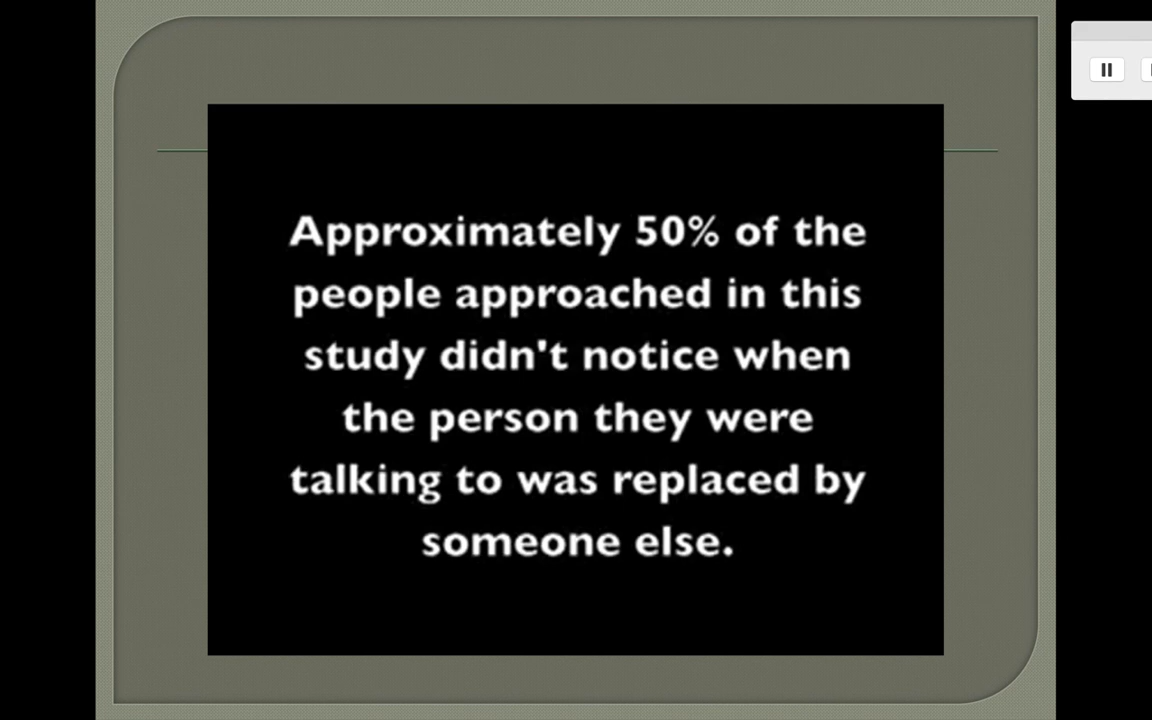 Approximately 50% of the
people approached in this
study didn't notice when
the person they were
talking to was replaced by
someone else.